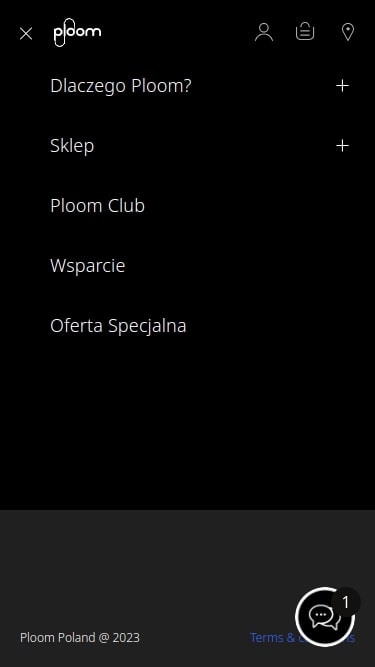 ploom
Dlaczego Ploom?
Sklep
Ploom Club
Wsparcie
Oferta Specjalna
1
Ploom Poland @ 2023
Terms &